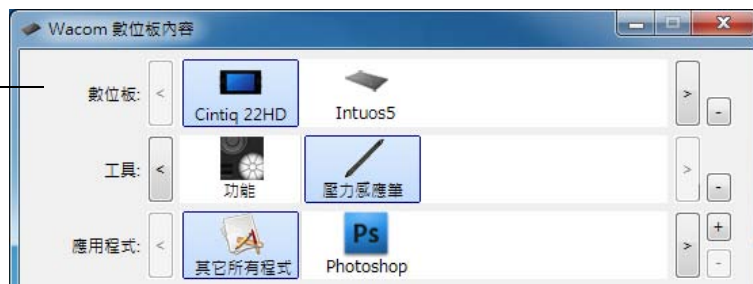 Wacom 數位板內容
數位板: < Cintiq 22HD Intuos5 > -
工具: < 功能 壓力感應筆 > -
應用程式: < 其它所有程式 Ps Photoshop > + -